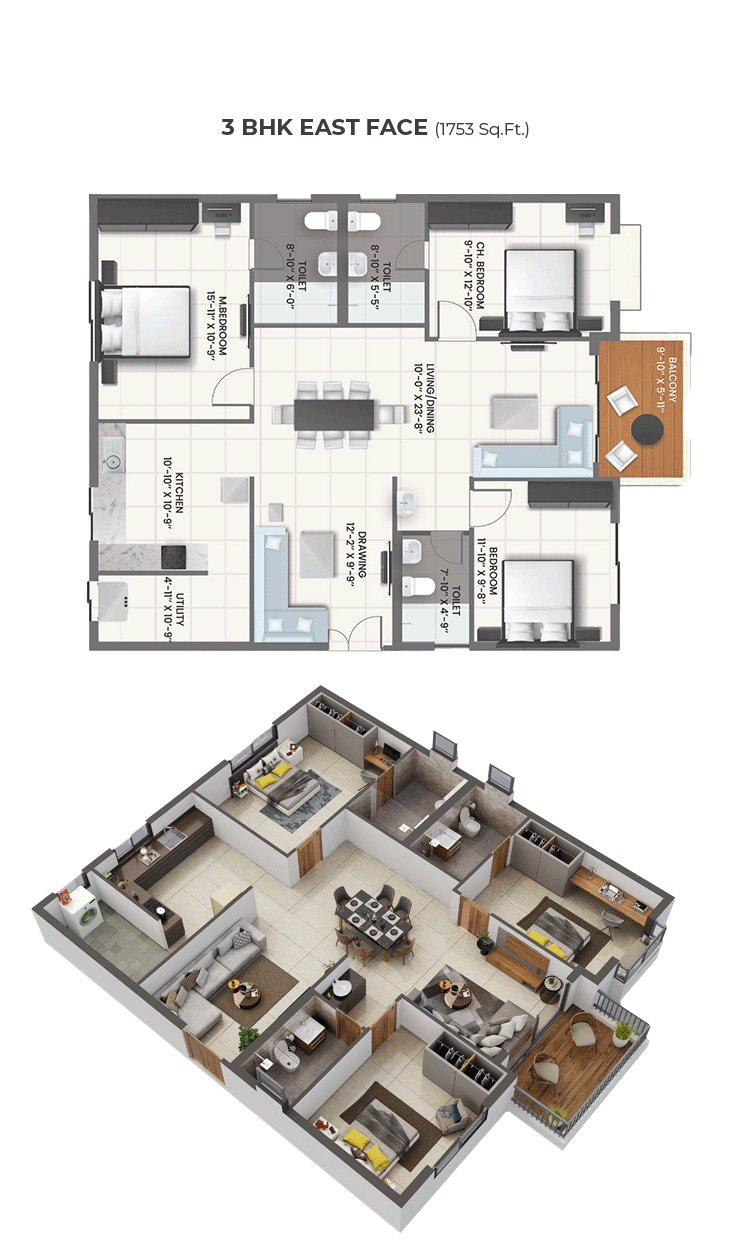 3 BHK EAST FACE (1753 Sq.Ft.)
M.BEDROOM
15'-11" X 10'-9"
TOILET
8'-10" X 6'-0"
TOILET
8'-10" X 5'-5"
CH. BEDROOM
9'-10" X 12'-10"
BALCONY
9'-10" X 5'-11"
LIVING/DINING
10'-0" X 23'-8"
KITCHEN
10'-10" X 10'-9"
DRAWING
12'-2" X 9'-9"
BEDROOM
11'-10" X 9'-8"
TOILET
7'-10" X 4'-9"
UTILITY
4'-11" X 10'-9"